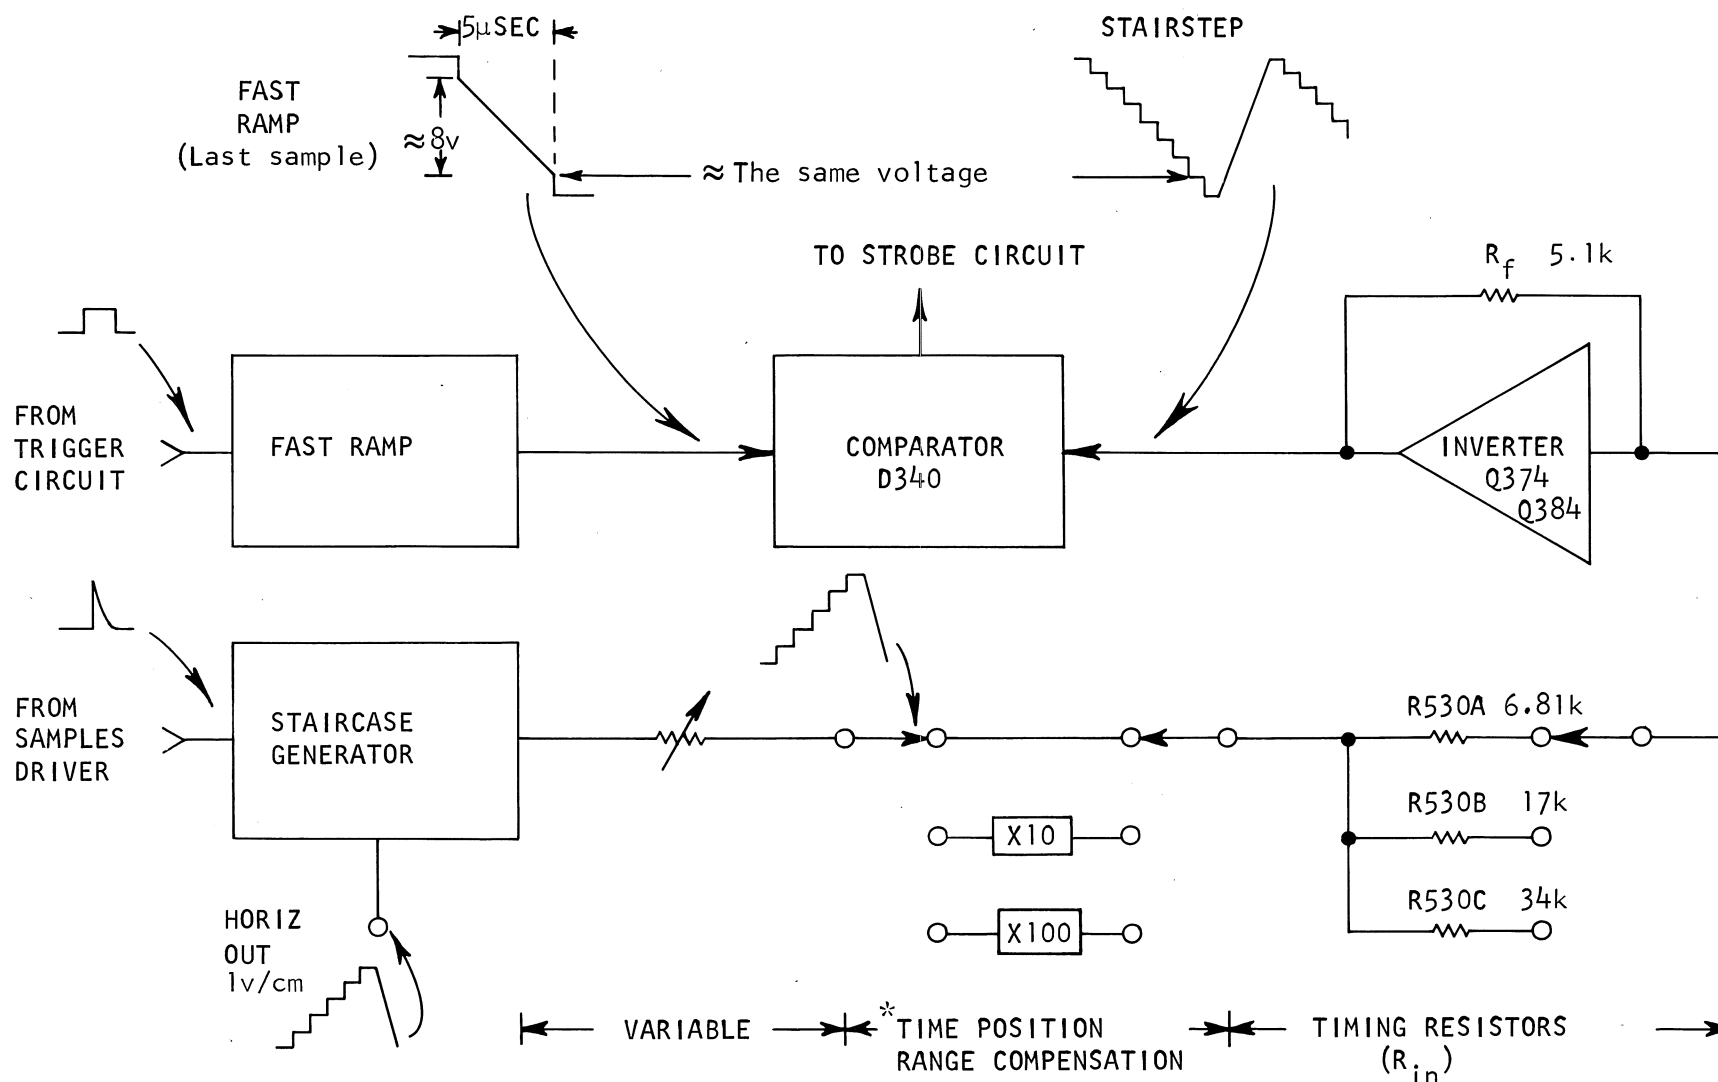 5μSEC
STAIRSTEP
FAST
RAMP
(Last sample)
≈8v
≈ The same voltage
TO STROBE CIRCUIT
Rf 5.1k
FROM
TRIGGER
CIRCUIT
FAST RAMP
COMPARATOR
D340
INVERTER
Q374
Q384
FROM
SAMPLES
DRIVER
STAIRCASE
GENERATOR
R530A 6.81k
R530B 17k
X10
R530C 34k
X100
HORIZ
OUT
1v/cm
VARIABLE
*TIME POSITION
RANGE COMPENSATION
TIMING RESISTORS
(Rin)